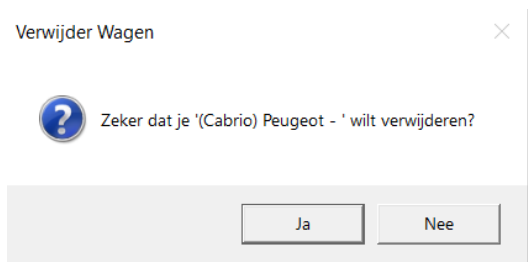 Verwijder Wagen
Zeker dat je '(Cabrio) Peugeot - ' wilt verwijderen?
Ja
Nee